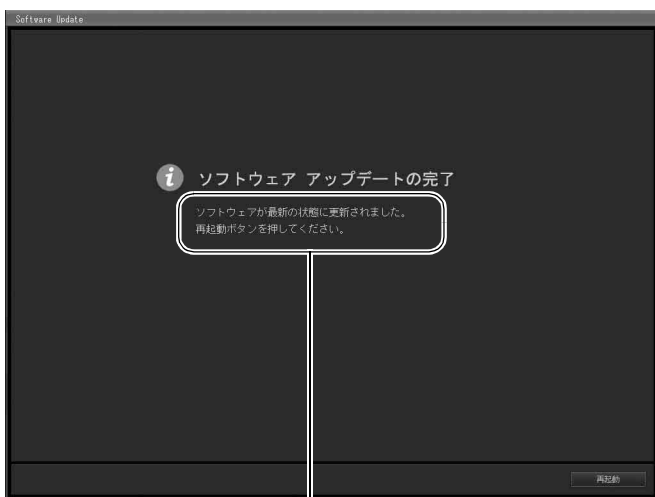 Software Update
ソフトウェア アップデートの完了
ソフトウェアが最新の状態に更新されました。
再起動ボタンを押してください。
再起動